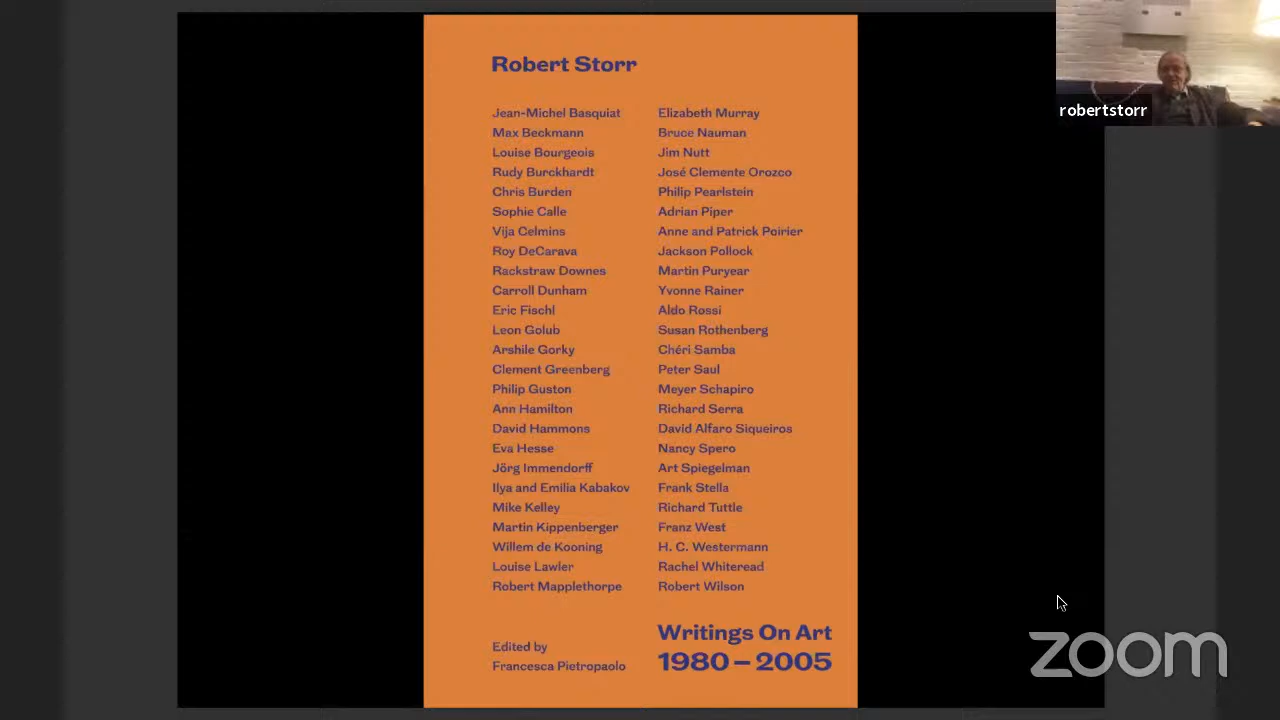 Robert Storr
Jean-Michel Basquiat
Max Beckmann
Louise Bourgeois
Rudy Burckhardt
Chris Burden
Sophie Calle
Vija Celmins
Roy DeCarava
Rackstraw Downes
Carroll Dunham
Eric Fischl
Leon Golub
Arshile Gorky
Clement Greenberg
Philip Guston
Ann Hamilton
David Hammons
Eva Hesse
Jörg Immendorff
Ilya and Emilia Kabakov
Mike Kelley
Martin Kippenberger
Willem de Kooning
Louise Lawler
Robert Mapplethorpe
Elizabeth Murray
Bruce Nauman
Jim Nutt
José Clemente Orozco
Philip Pearlstein
Adrian Piper
Anne and Patrick Poirier
Jackson Pollock
Martin Puryear
Yvonne Rainer
Aldo Rossi
Susan Rothenberg
Chéri Samba
Peter Saul
Meyer Schapiro
Richard Serra
David Alfaro Siqueiros
Nancy Spero
Art Spiegelman
Frank Stella
Richard Tuttle
Franz West
H. C. Westermann
Rachel Whiteread
Robert Wilson
Edited by
Francesca Pietropaolo
Writings On Art
1980 – 2005
robertstorr
zoom